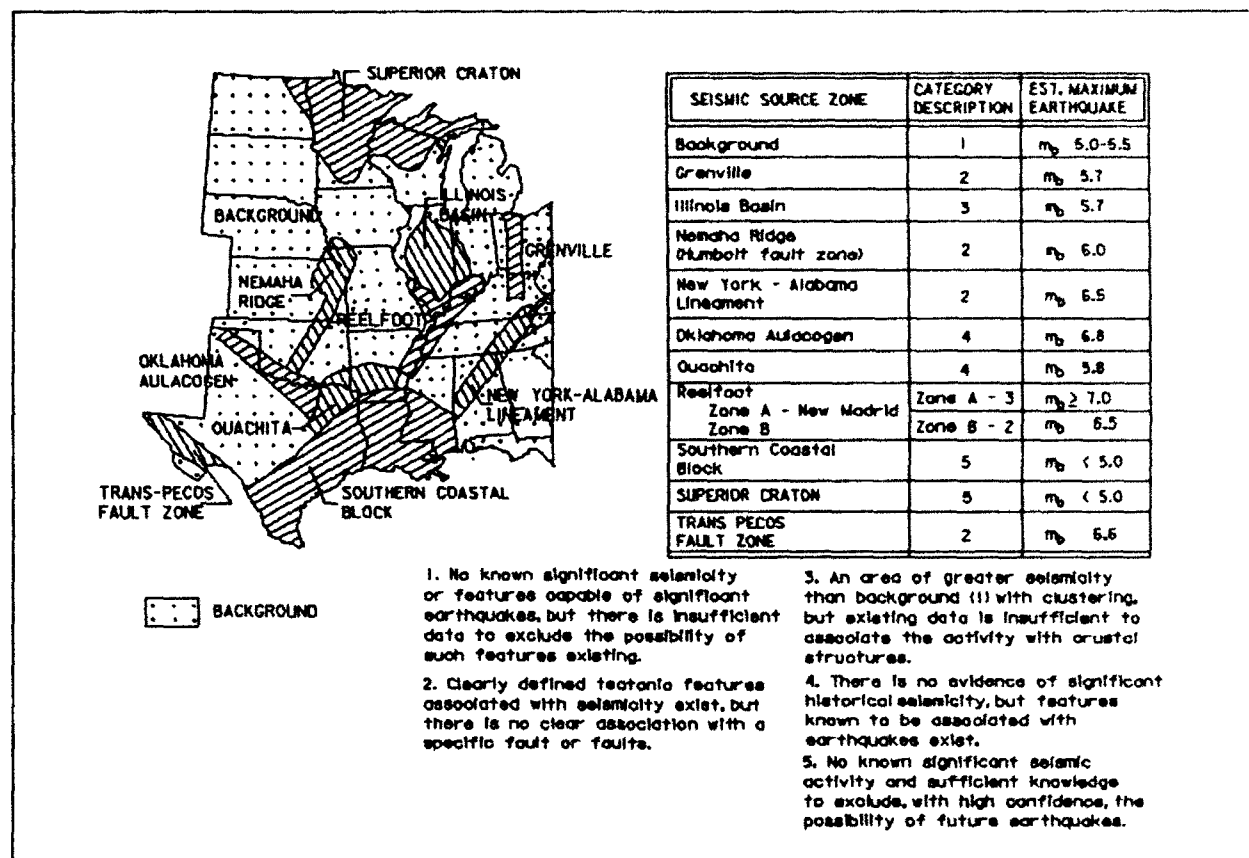 SUPERIOR CRATON
ILLINOIS
BASIN
BACKGROUND
GRENVILLE
NEMAHA
RIDGE
REELFOOT
OKLAHOMA
AULACOGEN
NEW YORK-ALABAMA
LINEAMENT
OUACHITA
TRANS-PECOS
FAULT ZONE
SOUTHERN COASTAL
BLOCK
BACKGROUND
SEISMIC SOURCE ZONE CATEGORY DESCRIPTION EST. MAXIMUM EARTHQUAKE
Background 1 mb 5.0-5.5
Grenville 2 mb 5.7
Illinois Basin 3 mb 5.7
Nemaha Ridge
(Humbolt fault zone) 2 mb 6.0
New York - Alabama
Lineament 2 mb 6.5
Oklahoma Aulacogen 4 mb 6.8
Ouachita 4 mb 5.8
Reelfoot
Zone A - New Madrid Zone A - 3 mb ≥ 7.0
Zone B Zone B - 2 mb 6.5
Southern Coastal
Block 5 mb < 5.0
SUPERIOR CRATON 5 mb < 5.0
TRANS PECOS
FAULT ZONE 2 mb 6.6
1. No known significant seismicity
or features capable of significant
earthquakes, but there is insufficient
data to exclude the possibility of
such features existing.
2. Clearly defined tectonic features
associated with seismicity exist, but
there is no clear association with a
specific fault or faults.
3. An area of greater seismicity
than background (1) with clustering,
but existing data is insufficient to
associate the activity with crustal
structures.
4. There is no evidence of significant
historical seismicity, but features
known to be associated with
earthquakes exist.
5. No known significant seismic
activity and sufficient knowledge
to exclude, with high confidence, the
possibility of future earthquakes.